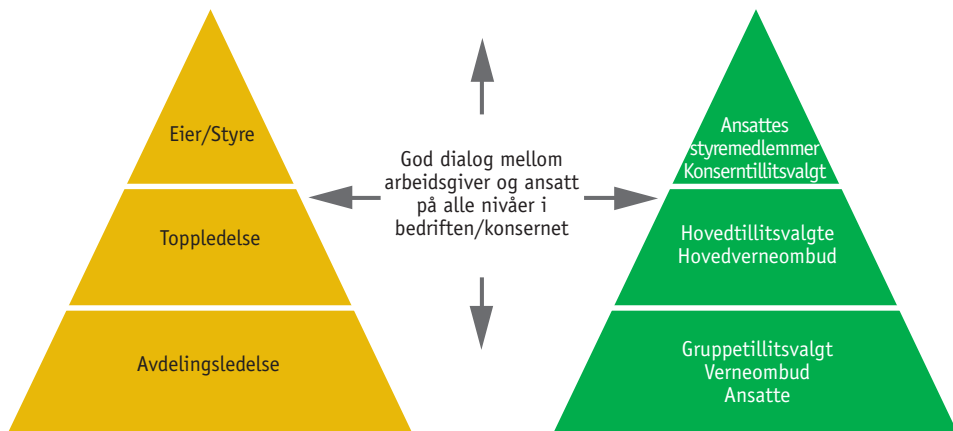 Eier/Styre
Toppledelse
Avdelingsledelse
God dialog mellom
arbeidsgiver og ansatt
på alle nivåer i
bedriften/konsernet
Ansattes
styremedlemmer
Konserntillitsvalgt
Hovedtillitsvalgte
Hovedverneombud
Gruppetillitsvalgt
Verneombud
Ansatte